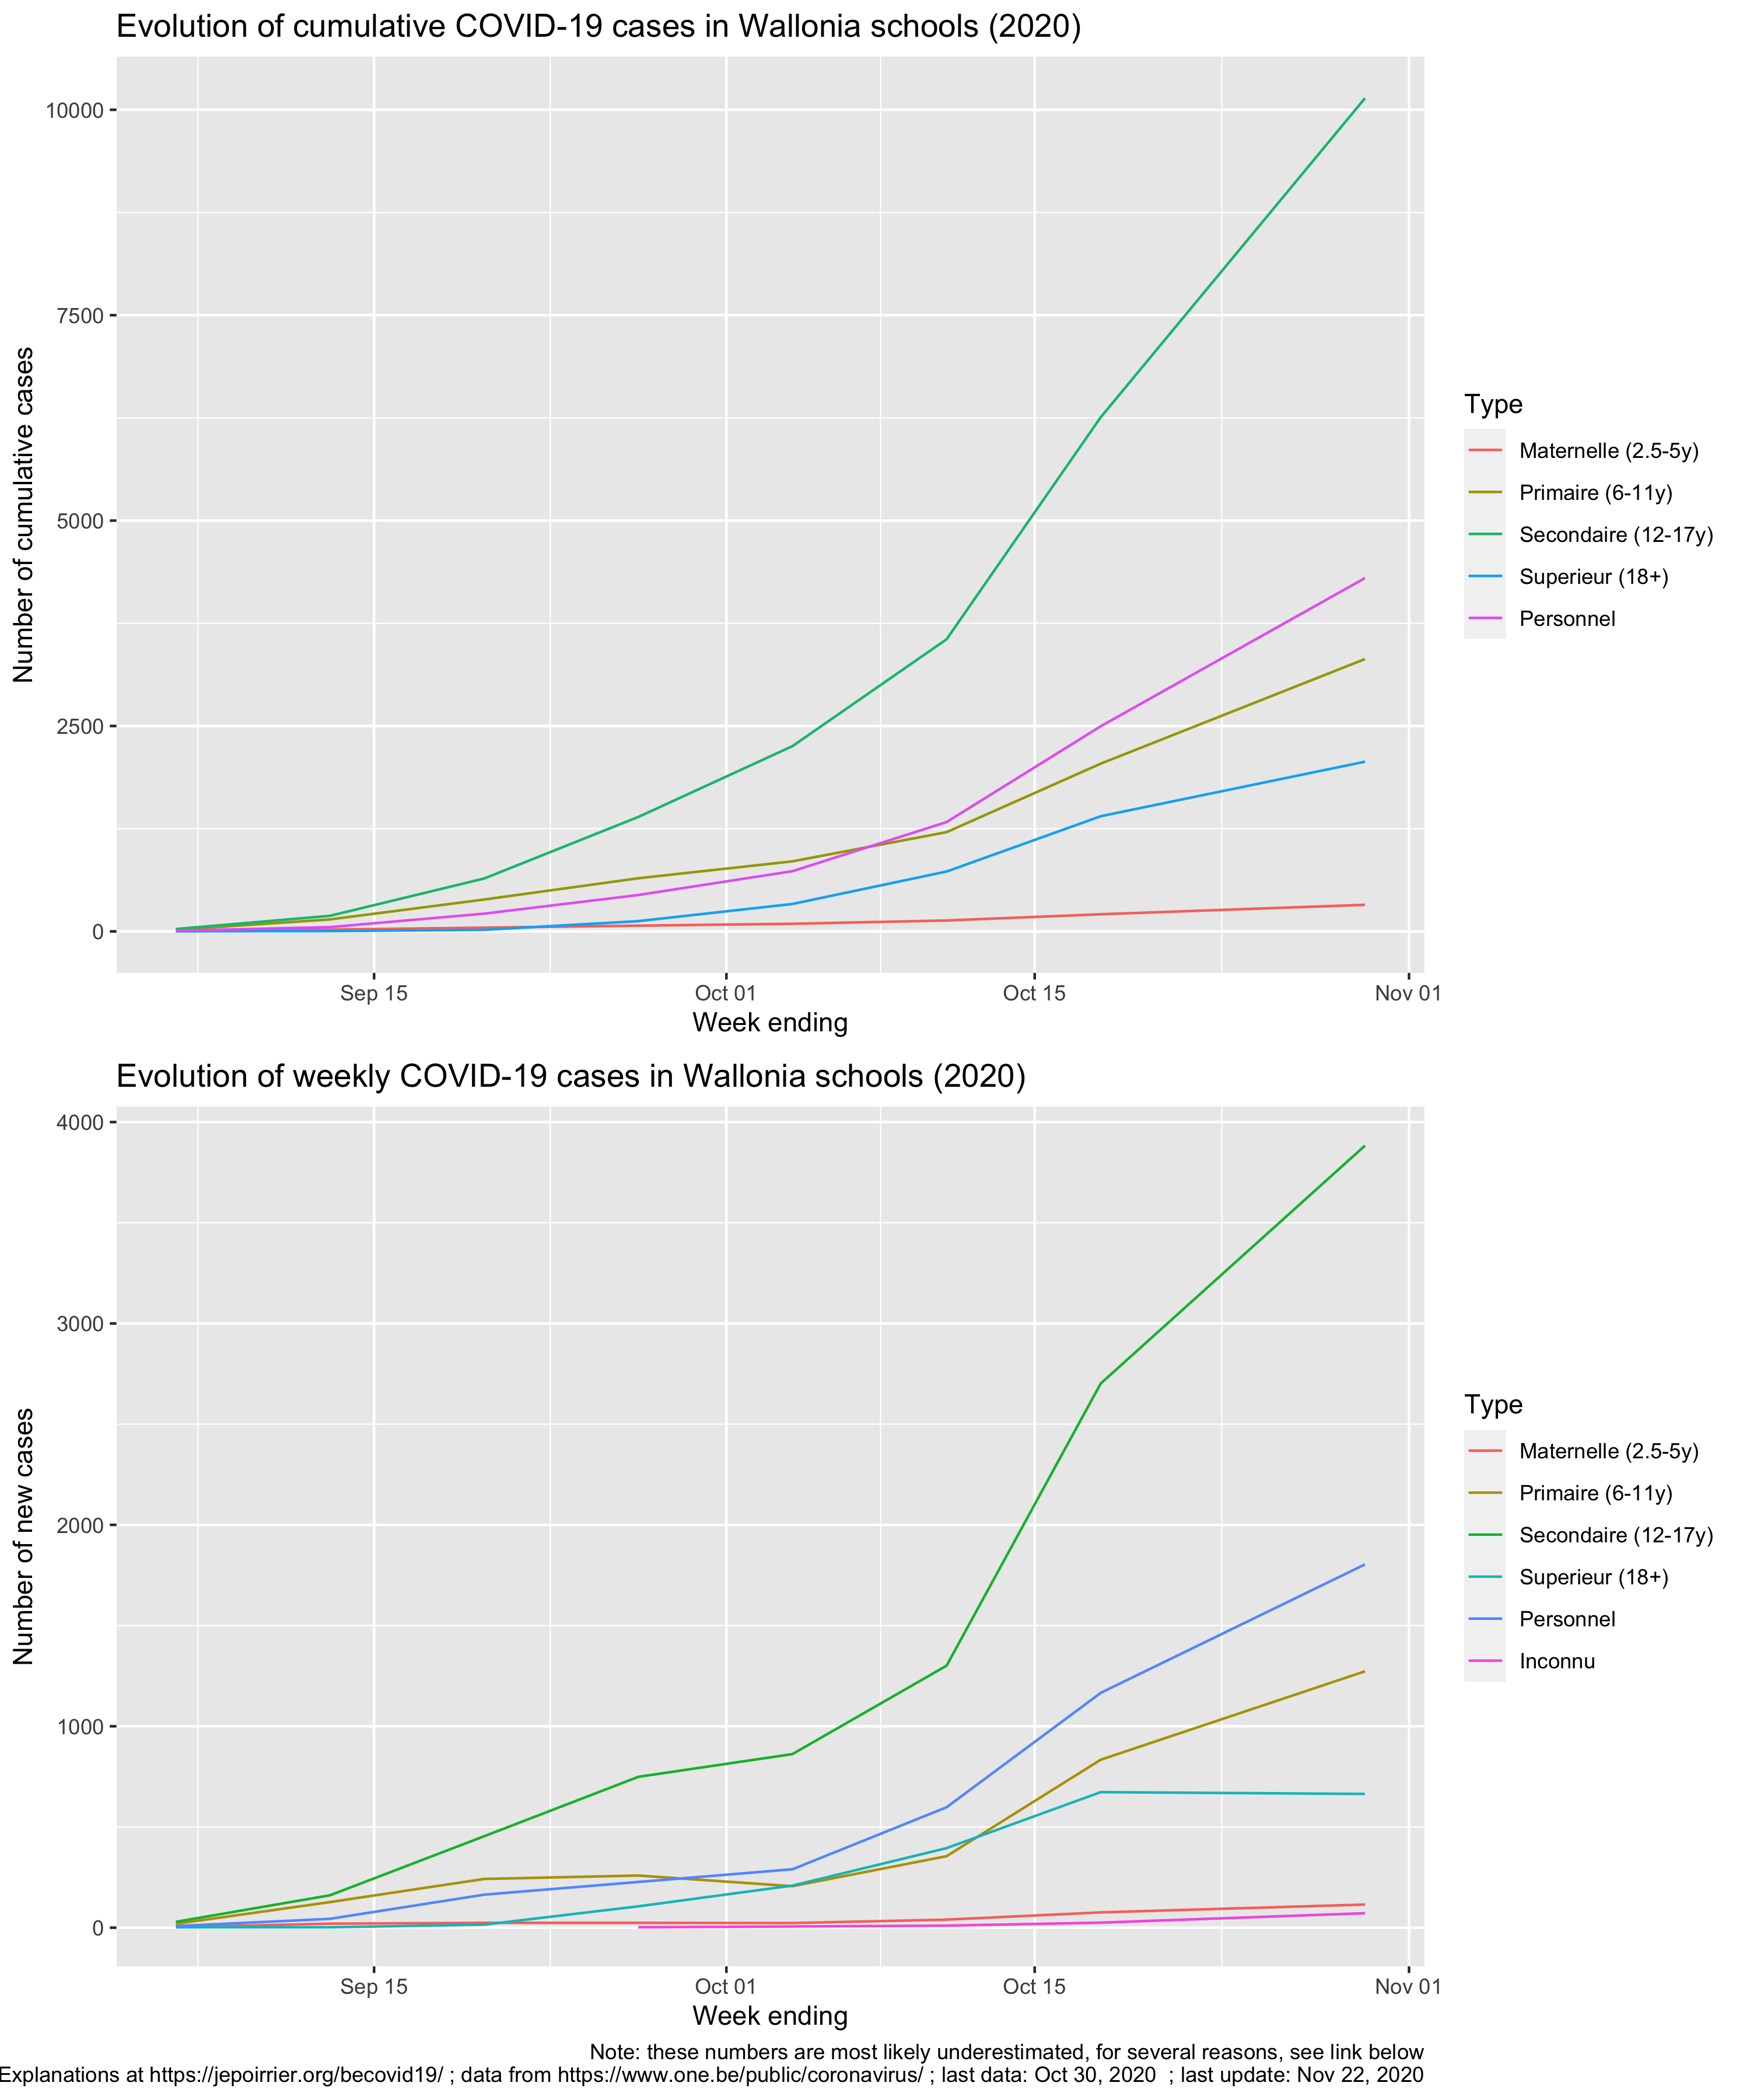 Evolution of cumulative COVID-19 cases in Wallonia schools (2020)
10000
7500
5000
2500
0
Number of cumulative cases
Sep 15
Oct 01
Oct 15
Nov 01
Week ending
Type
Maternelle (2.5-5y)
Primaire (6-11y)
Secondaire (12-17y)
Superieur (18+)
Personnel
Evolution of weekly COVID-19 cases in Wallonia schools (2020)
4000
3000
2000
1000
0
Number of new cases
Sep 15
Oct 01
Oct 15
Nov 01
Week ending
Type
Maternelle (2.5-5y)
Primaire (6-11y)
Secondaire (12-17y)
Superieur (18+)
Personnel
Inconnu
Note: these numbers are most likely underestimated, for several reasons, see link below
Explanations at https://jepoirrier.org/becovid19/ ; data from https://www.one.be/public/coronavirus/ ; last data: Oct 30, 2020  ; last update: Nov 22, 2020